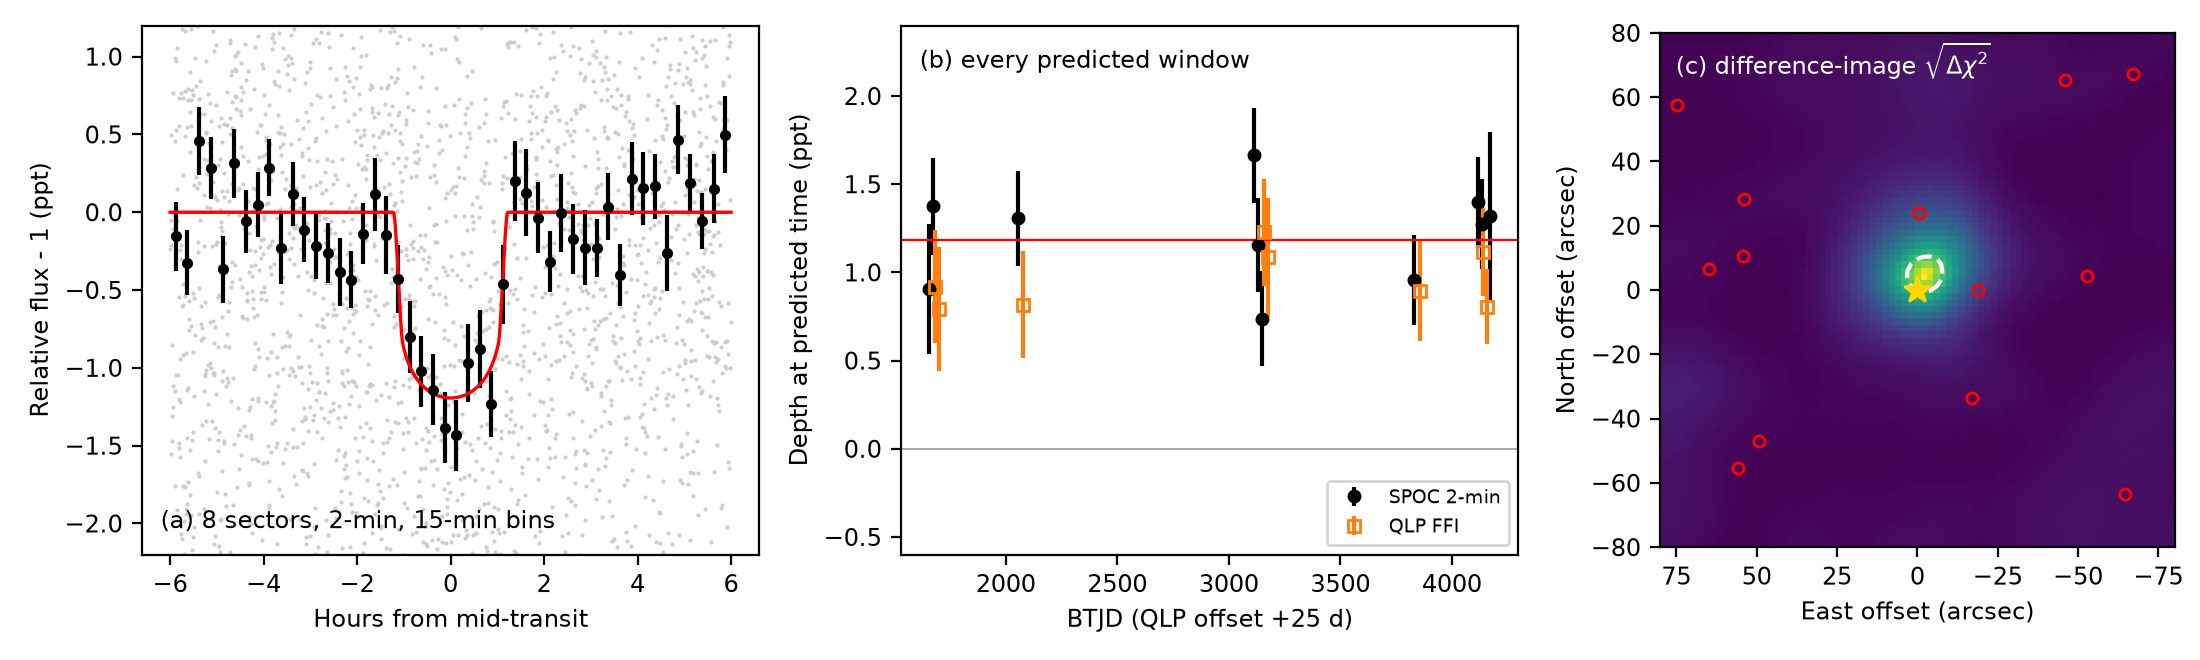 1.0
0.5
0.0
−0.5
−1.0
−1.5
−2.0
Relative flux - 1 (ppt)
(a) 8 sectors, 2-min, 15-min bins
−6 −4 −2 0 2 4 6
Hours from mid-transit
(b) every predicted window
2.0
1.5
1.0
0.5
0.0
−0.5
Depth at predicted time (ppt)
SPOC 2-min
QLP FFI
2000 2500 3000 3500 4000
BTJD (QLP offset +25 d)
(c) difference-image √Δχ²
80
60
40
20
0
−20
−40
−60
−80
North offset (arcsec)
75 50 25 0 −25 −50 −75
East offset (arcsec)